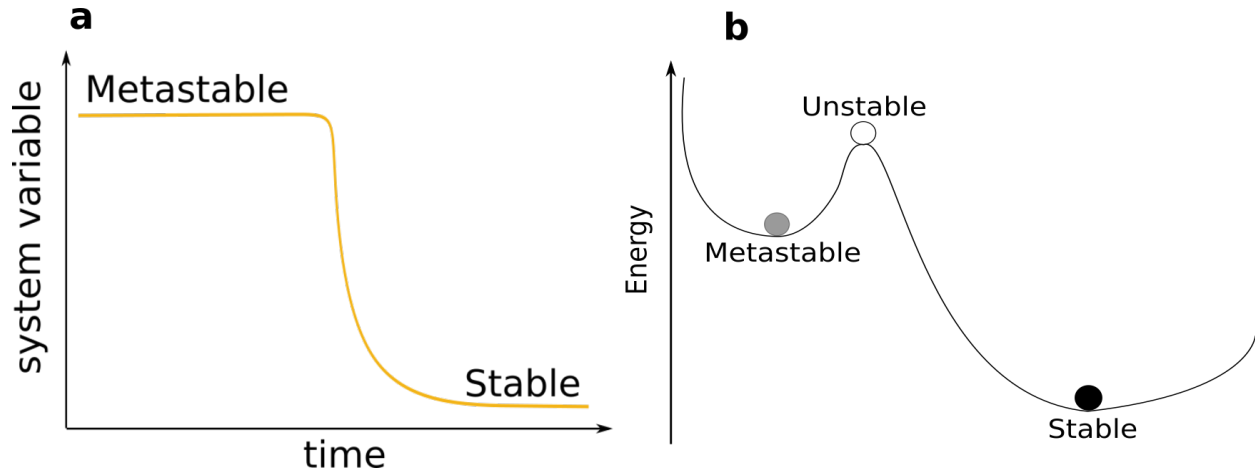 a
Metastable
system variable
Stable
time
b
Unstable
Energy
Metastable
Stable